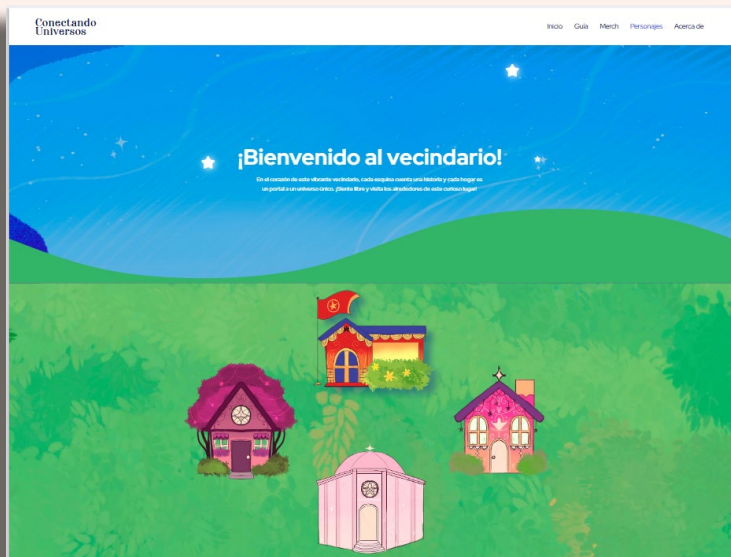 Conectando
Universos
Inicio Guía Merch Personajes Acerca de
¡Bienvenido al vecindario!
En el corazón de este vibrante vecindario, cada esquina cuenta una historia y cada hogar es
un portal a un universo único. ¡Siente libre y visita los alrededores de este curioso lugar!